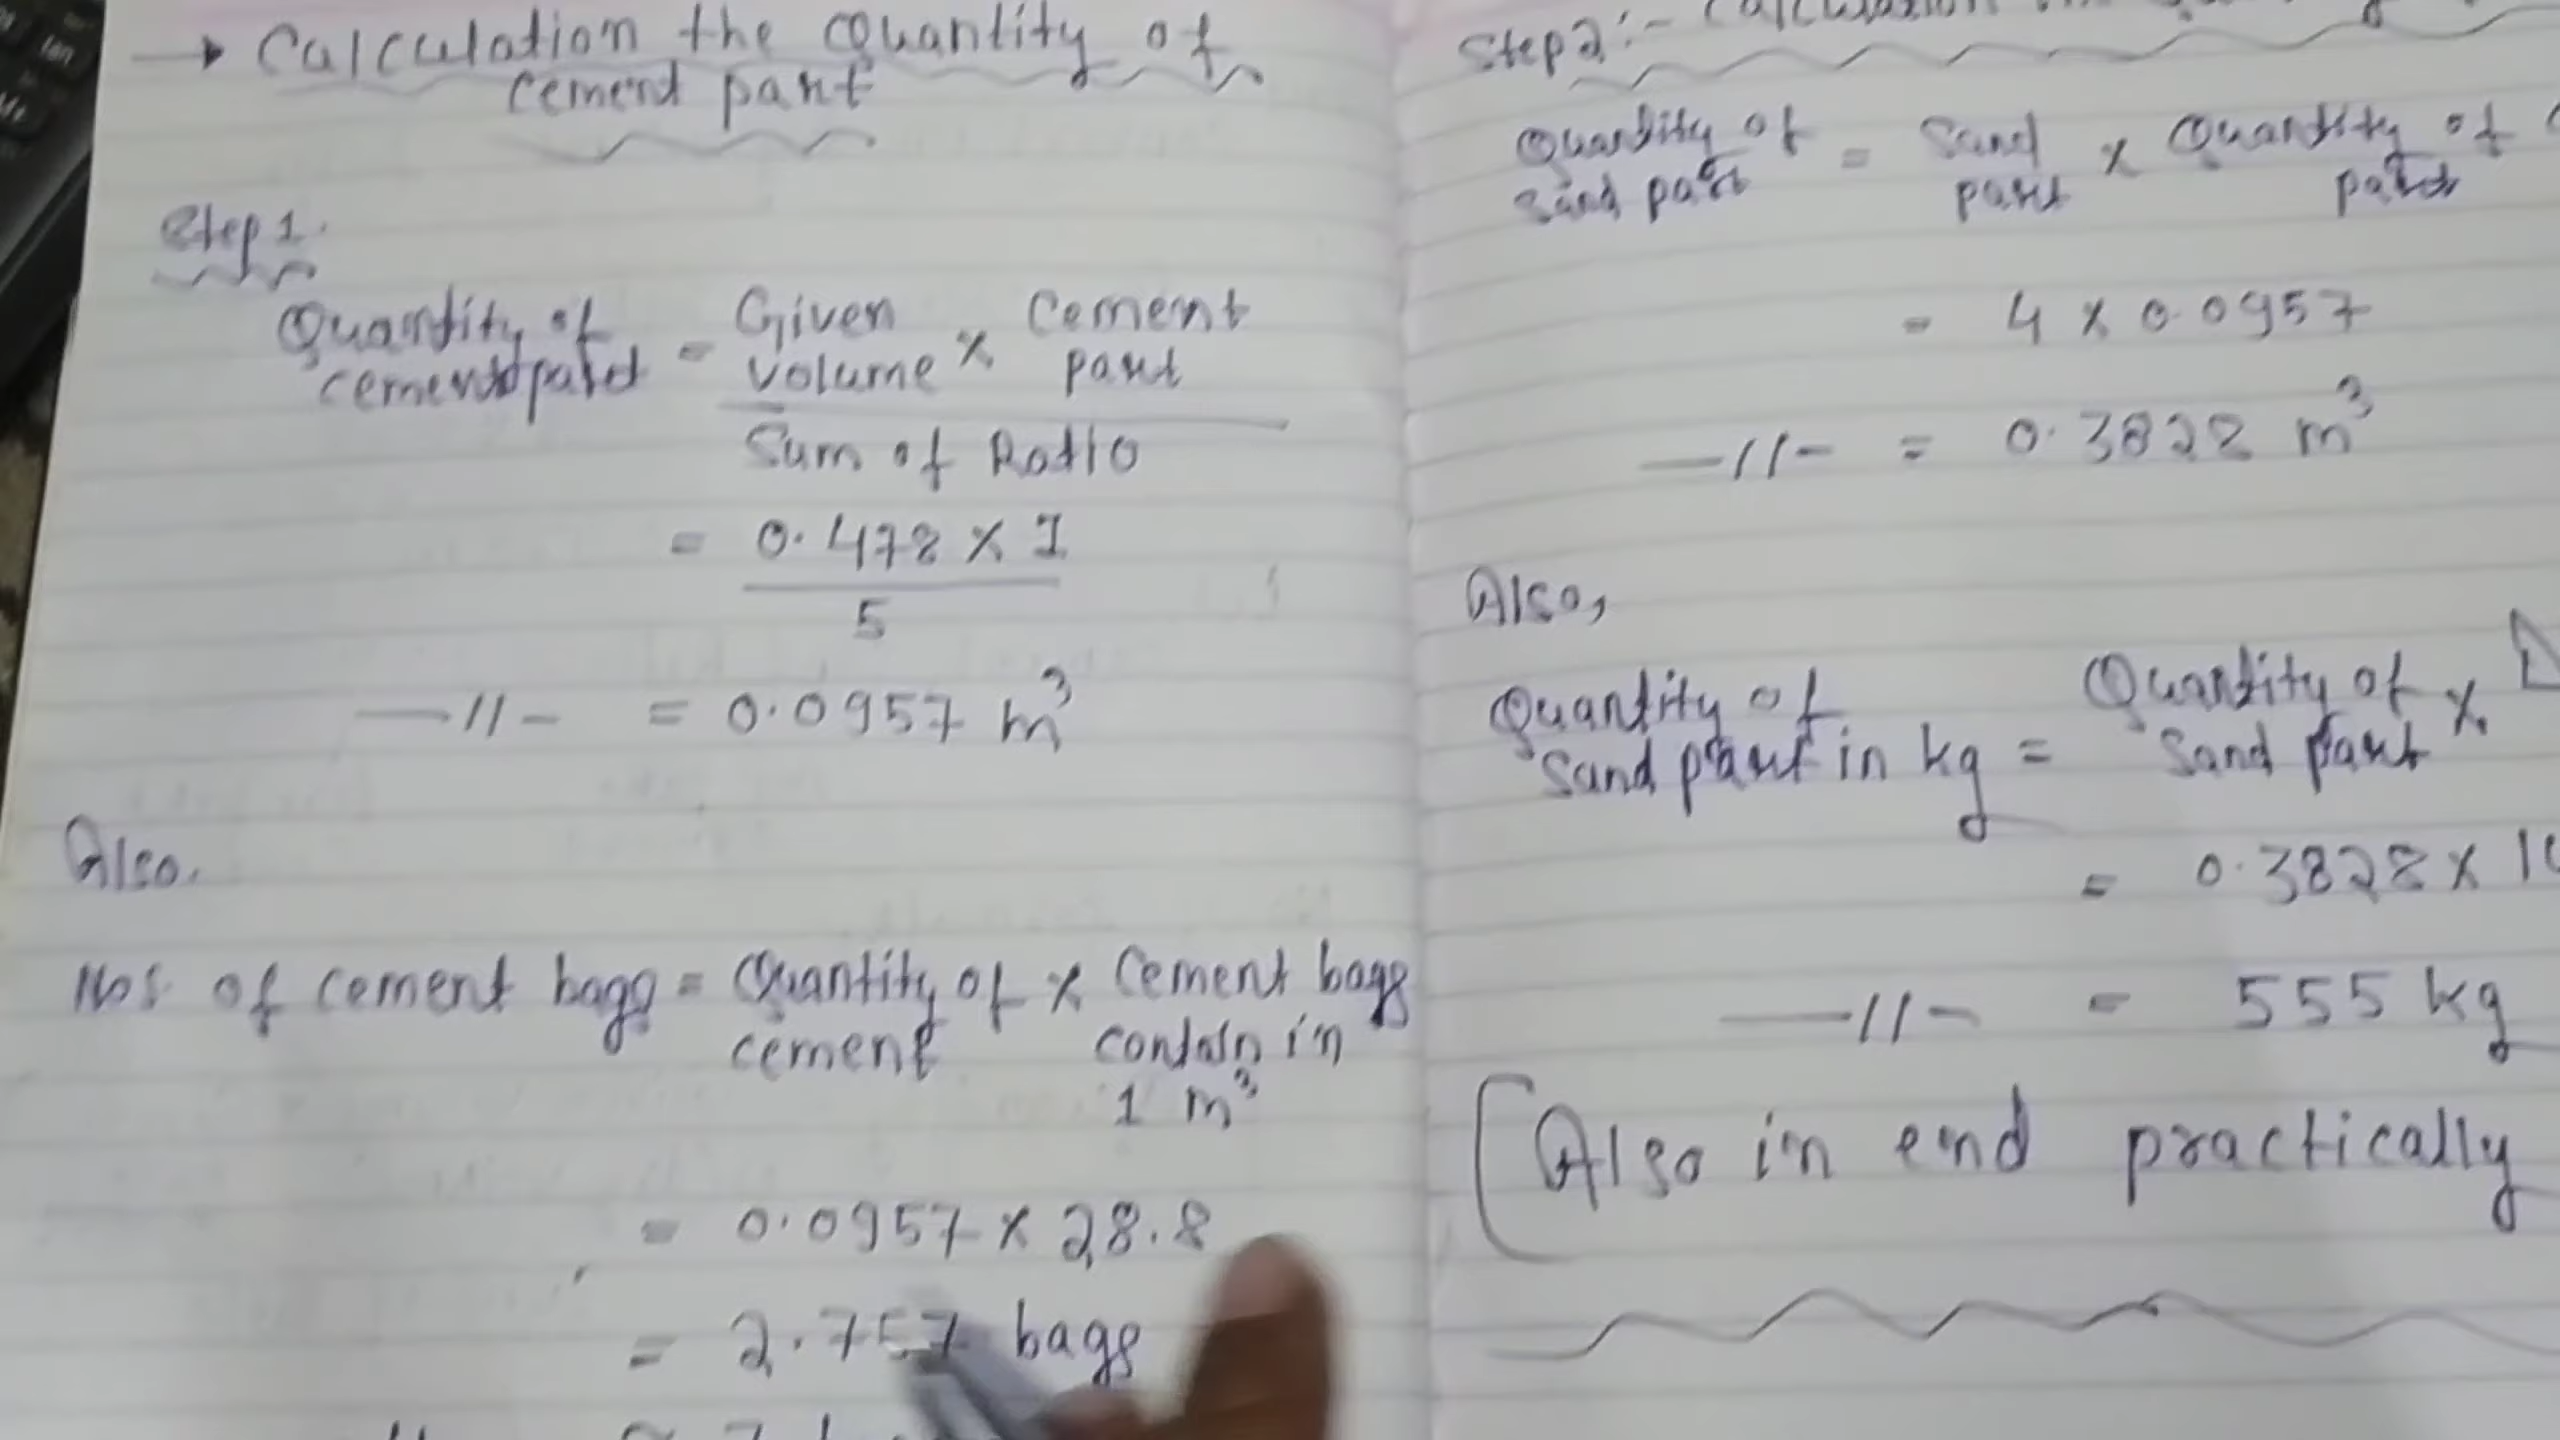 → Calculation the Quantity of
cement part
Step 1.
Quantity of cement part = Given volume × Cement part
Sum of Ratio
= 0.478 × 1
5
—||— = 0.0957 m³
Also.
Nos. of cement bags = Quantity of cement × Cement bags contain in 1 m³
= 0.0957 × 28.8
= 2.757 bags
Step 2:- Calculation
Quantity of sand part = Sand part × Quantity of part
= 4 × 0.0957
—||— = 0.3828 m³
Also,
Quantity of sand part in kg = Quantity of sand part ×
= 0.3828 ×
—||— = 555 kg
Also in end practically